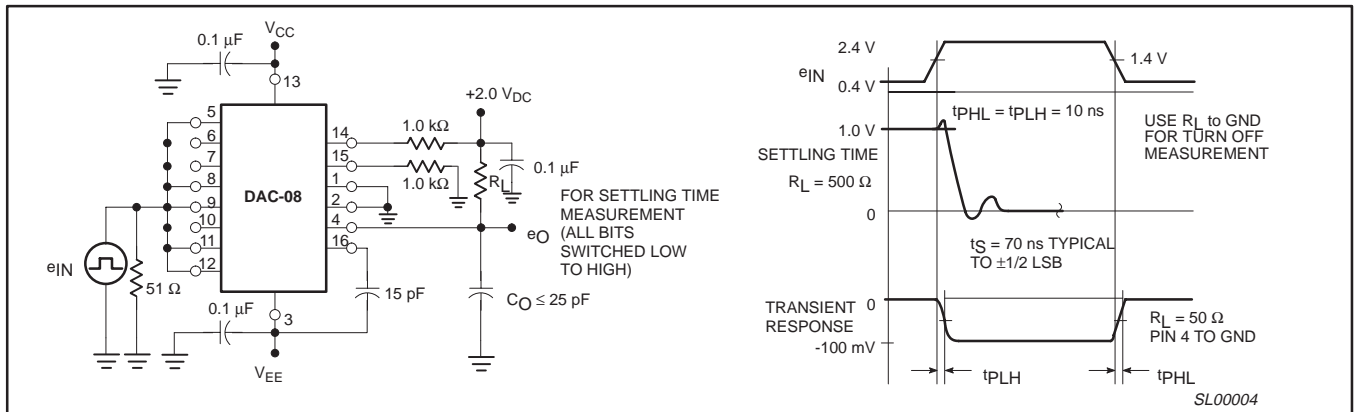 VCC
0.1 µF
13
5
6
7
8
9
10
11
12
DAC-08
14
15
1
2
4
16
3
+2.0 VDC
1.0 kΩ
1.0 kΩ
RL
0.1 µF
FOR SETTLING TIME
MEASUREMENT
(ALL BITS
SWITCHED LOW
TO HIGH)
eO
eIN
51 Ω
15 pF
CO ≤ 25 pF
0.1 µF
VEE
2.4 V
eIN
0.4 V
1.4 V
tPHL = tPLH = 10 ns
USE RL to GND
FOR TURN OFF
MEASUREMENT
1.0 V
SETTLING TIME
RL = 500 Ω
0
tS = 70 ns TYPICAL
TO ±1/2 LSB
TRANSIENT
RESPONSE
0
-100 mV
RL = 50 Ω
PIN 4 TO GND
tPLH
tPHL
SL00004